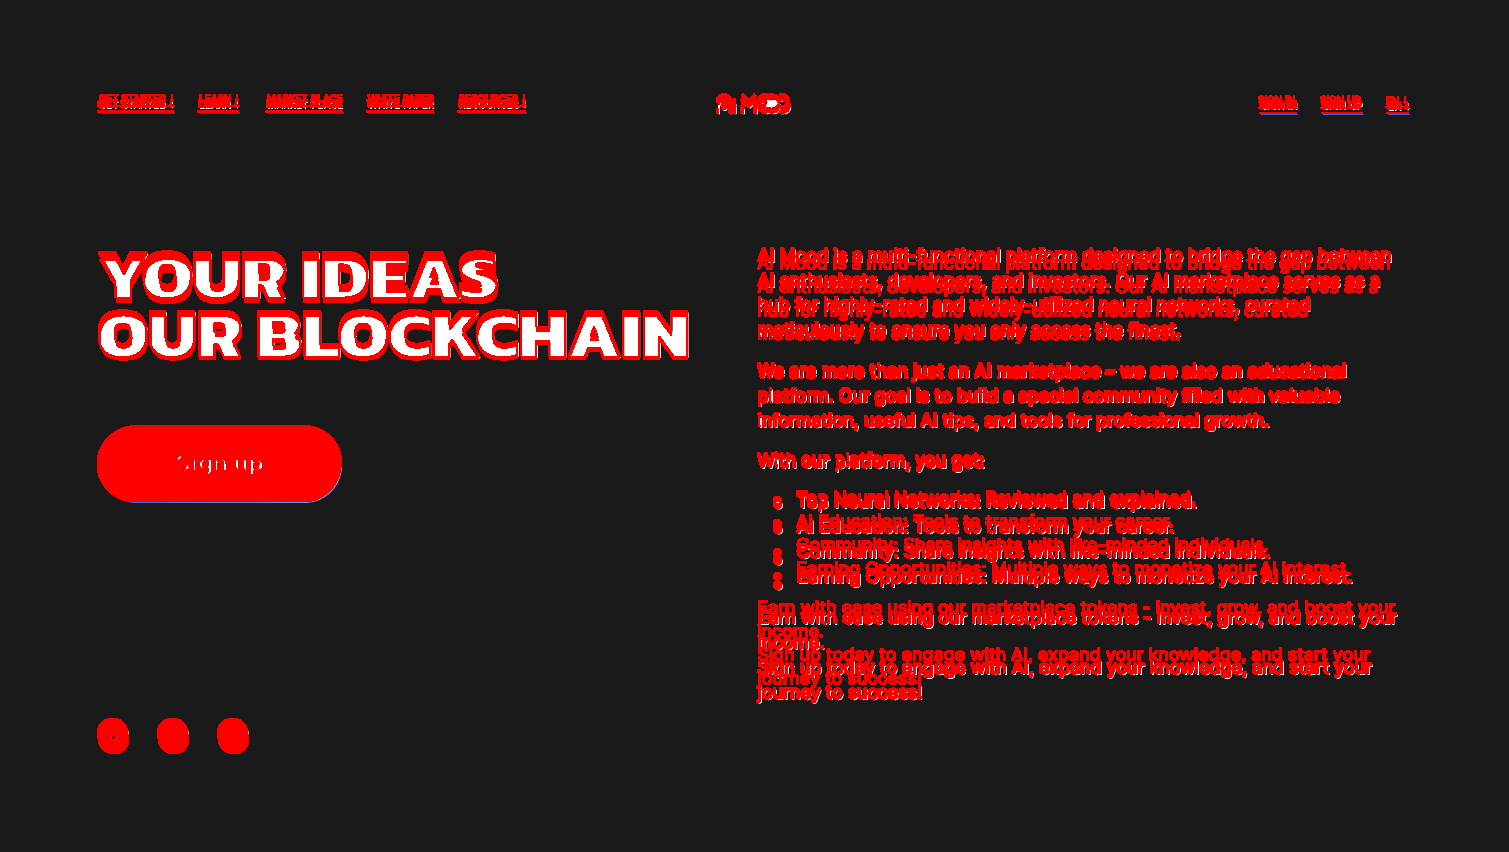 GET STARTED ↓ LEARN ↓ MARKET PLACE WHITE PAPER RESOURCES ↓
SIGN IN SIGN UP EN ↓
YOUR IDEAS
OUR BLOCKCHAIN
Sign up
AI Mood is a multi-functional platform designed to bridge the gap between
AI enthusiasts, developers, and investors. Our AI marketplace serves as a
hub for highly-rated and widely-utilized neural networks, curated
meticulously to ensure you only access the finest.
We are more than just an AI marketplace – we are also an educational
platform. Our goal is to build a special community filled with valuable
information, useful AI tips, and tools for professional growth.
With our platform, you get:
Top Neural Networks: Reviewed and explained.
AI Education: Tools to transform your career.
Community: Share insights with like-minded individuals.
Earning Opportunities: Multiple ways to monetize your AI interest.
Earn with ease using our marketplace tokens - invest, grow, and boost your
income.
Sign up today to engage with AI, expand your knowledge, and start your
journey to success!